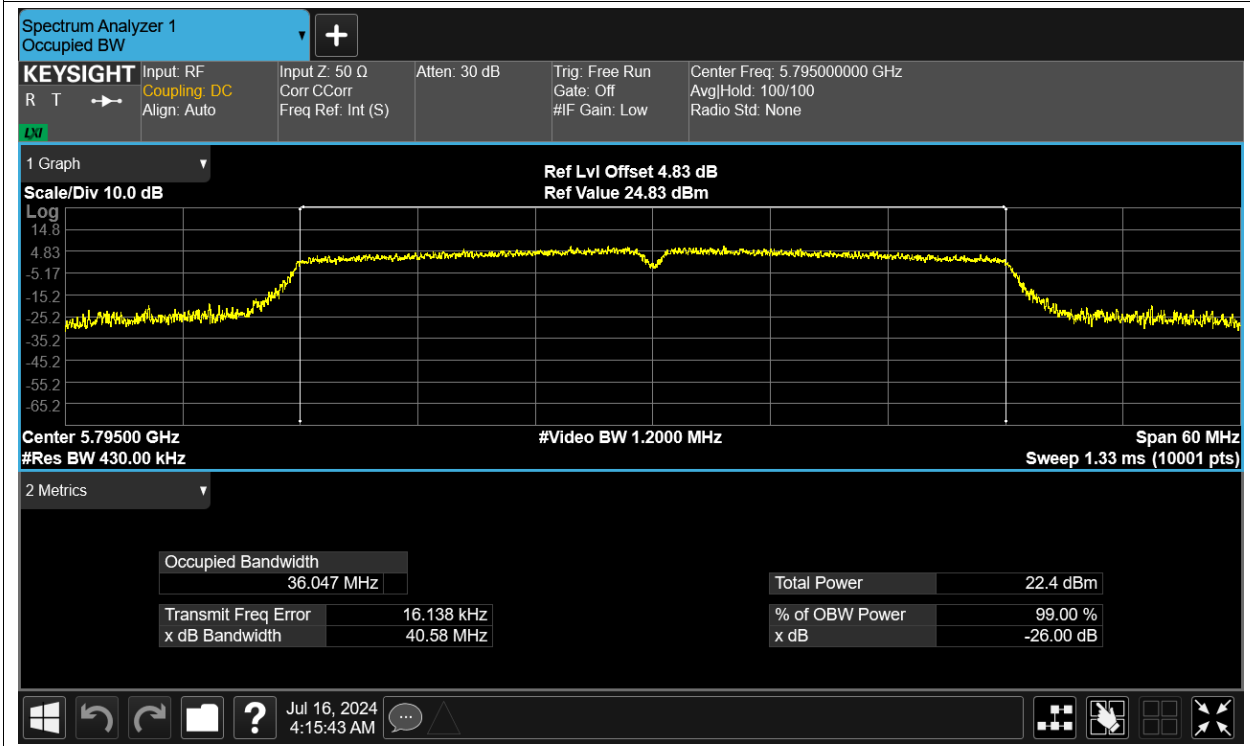 Spectrum Analyzer 1
Occupied BW
KEYSIGHT
R T
LXI
Input: RF
Coupling: DC
Align: Auto
Input Z: 50 Ω
Corr CCorr
Freq Ref: Int (S)
Atten: 30 dB
Trig: Free Run
Gate: Off
#IF Gain: Low
Center Freq: 5.795000000 GHz
Avg|Hold: 100/100
Radio Std: None
1 Graph
Scale/Div 10.0 dB
Ref Lvl Offset 4.83 dB
Ref Value 24.83 dBm
Log
14.8
4.83
-5.17
-15.2
-25.2
-35.2
-45.2
-55.2
-65.2
Center 5.79500 GHz
#Res BW 430.00 kHz
#Video BW 1.2000 MHz
Span 60 MHz
Sweep 1.33 ms (10001 pts)
2 Metrics
Occupied Bandwidth
36.047 MHz
Transmit Freq Error 16.138 kHz
x dB Bandwidth 40.58 MHz
Total Power 22.4 dBm
% of OBW Power 99.00 %
x dB -26.00 dB
?
Jul 16, 2024
4:15:43 AM